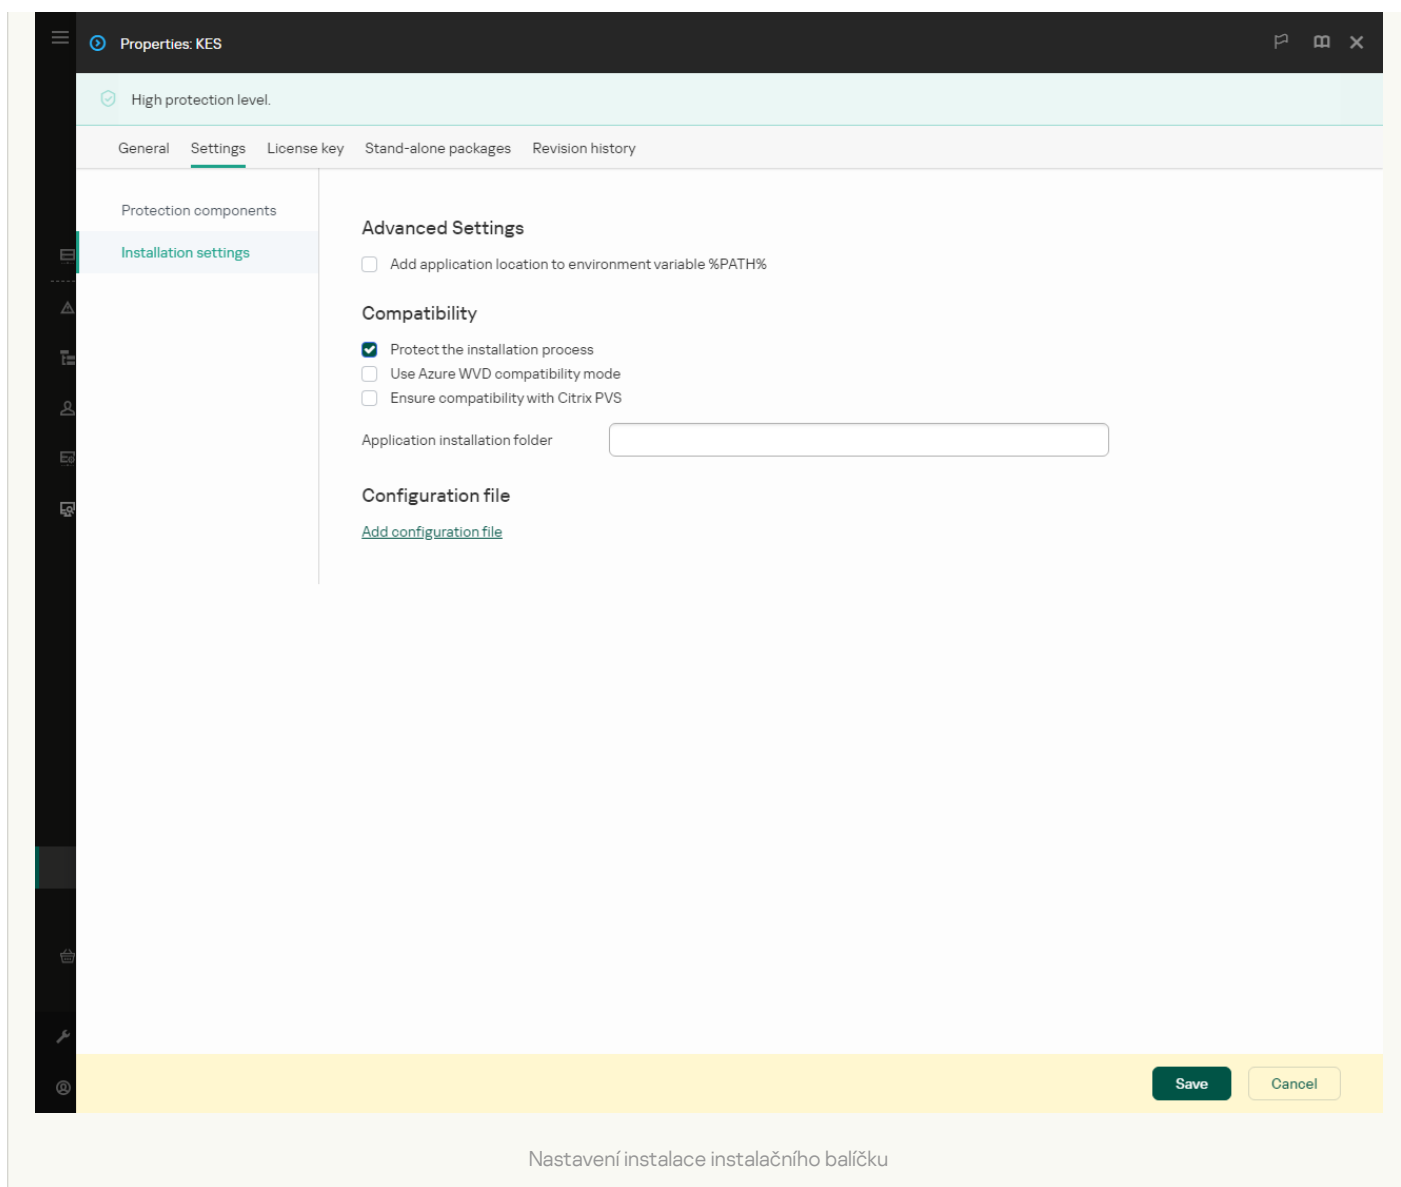 Properties: KES
High protection level.
General Settings License key Stand-alone packages Revision history
Protection components
Installation settings
Advanced Settings
Add application location to environment variable %PATH%
Compatibility
Protect the installation process
Use Azure WVD compatibility mode
Ensure compatibility with Citrix PVS
Application installation folder
Configuration file
Add configuration file
Save Cancel
Nastavení instalace instalačního balíčku